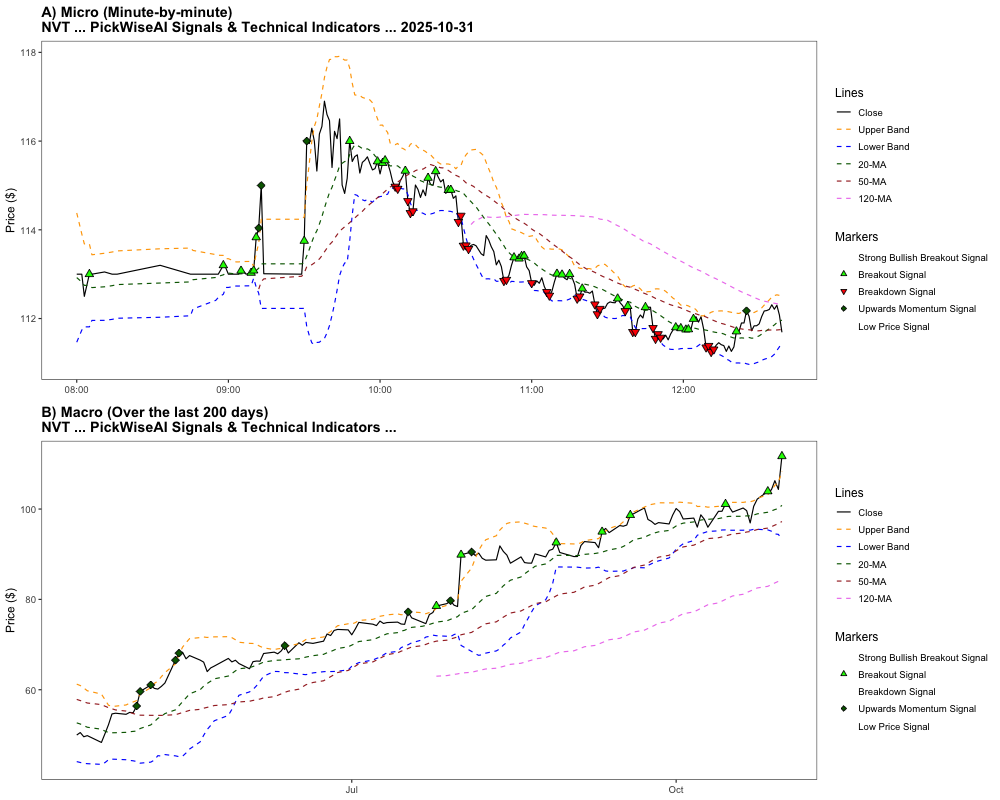 A) Micro (Minute-by-minute)
NVT ... PickWiseAI Signals & Technical Indicators ... 2025-10-31
118
116
114
112
Price ($)
08:00
09:00
10:00
11:00
12:00
Lines
Close
Upper Band
Lower Band
20-MA
50-MA
120-MA
Markers
Strong Bullish Breakout Signal
Breakout Signal
Breakdown Signal
Upwards Momentum Signal
Low Price Signal
B) Macro (Over the last 200 days)
NVT ... PickWiseAI Signals & Technical Indicators ...
100
80
60
Price ($)
Jul
Oct
Lines
Close
Upper Band
Lower Band
20-MA
50-MA
120-MA
Markers
Strong Bullish Breakout Signal
Breakout Signal
Breakdown Signal
Upwards Momentum Signal
Low Price Signal